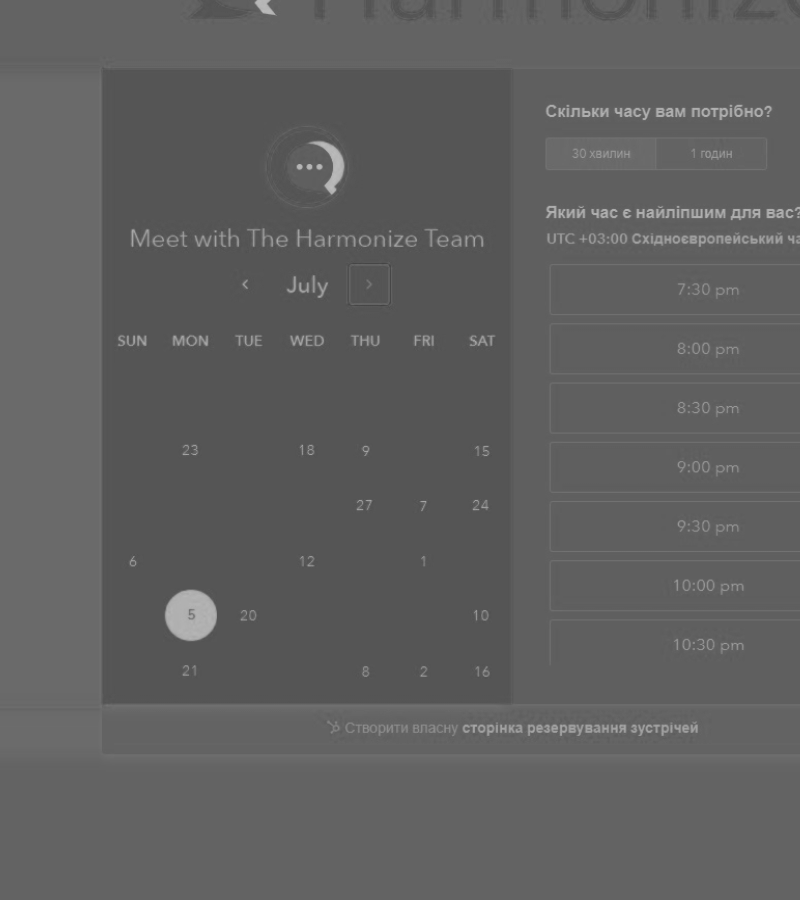 Harmonize
Meet with The Harmonize Team
July
SUN MON TUE WED THU FRI SAT
23 18 9 15
27 7 24
6 12 1
5 20 10
21 8 2 16
Скільки часу вам потрібно?
30 хвилин 1 годин
Який час є найліпшим для вас?
UTC +03:00 Східноєвропейський ча
7:30 pm
8:00 pm
8:30 pm
9:00 pm
9:30 pm
10:00 pm
10:30 pm
Створити власну сторінка резервування зустрічей